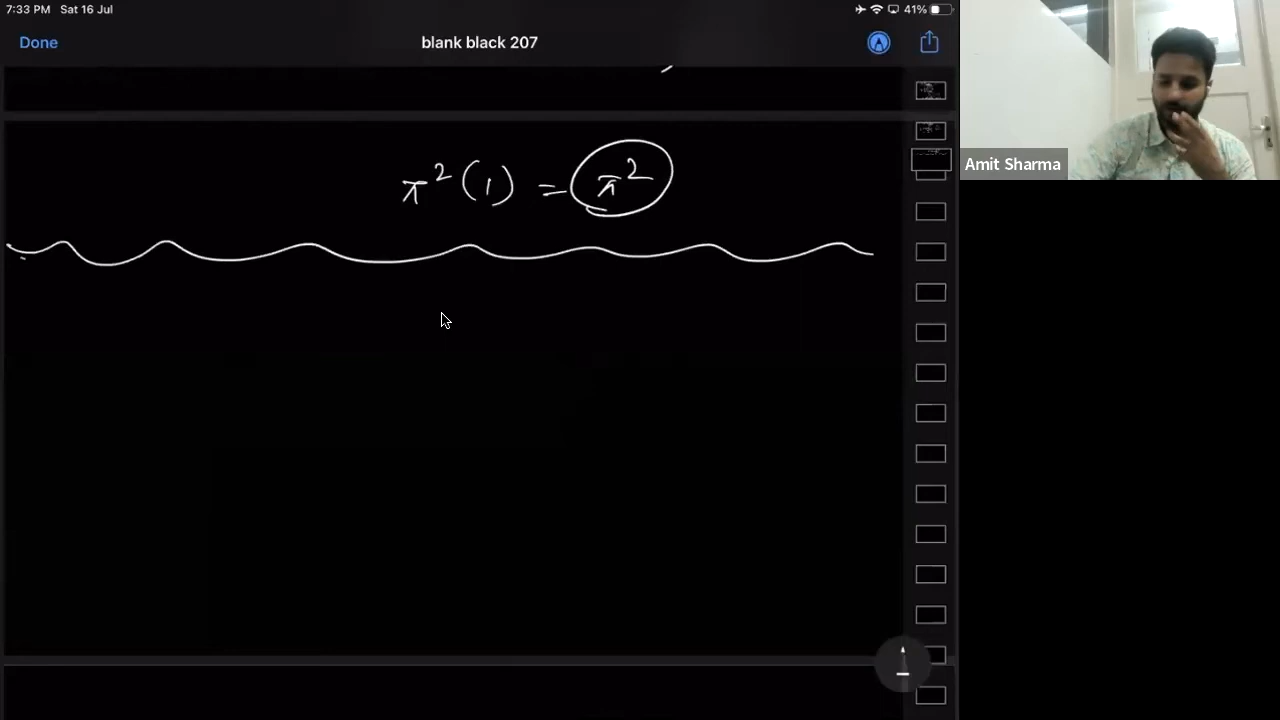 7:33 PM Sat 16 Jul 41%
Done blank black 207
π²(1) = π²
Amit Sharma